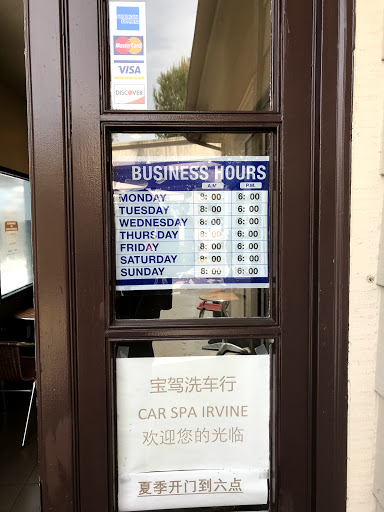 AMERICAN EXPRESS
MasterCard
VISA
DISCOVER
BUSINESS HOURS
A.M. P.M.
MONDAY 8: 00 6: 00
TUESDAY 8: 00 6: 00
WEDNESDAY 8: 00 6: 00
THURSDAY 8: 00 6: 00
FRIDAY 8: 00 6: 00
SATURDAY 8: 00 6: 00
SUNDAY 8: 00 6: 00
宝驾洗车行
CAR SPA IRVINE
欢迎您的光临
夏季开门到六点